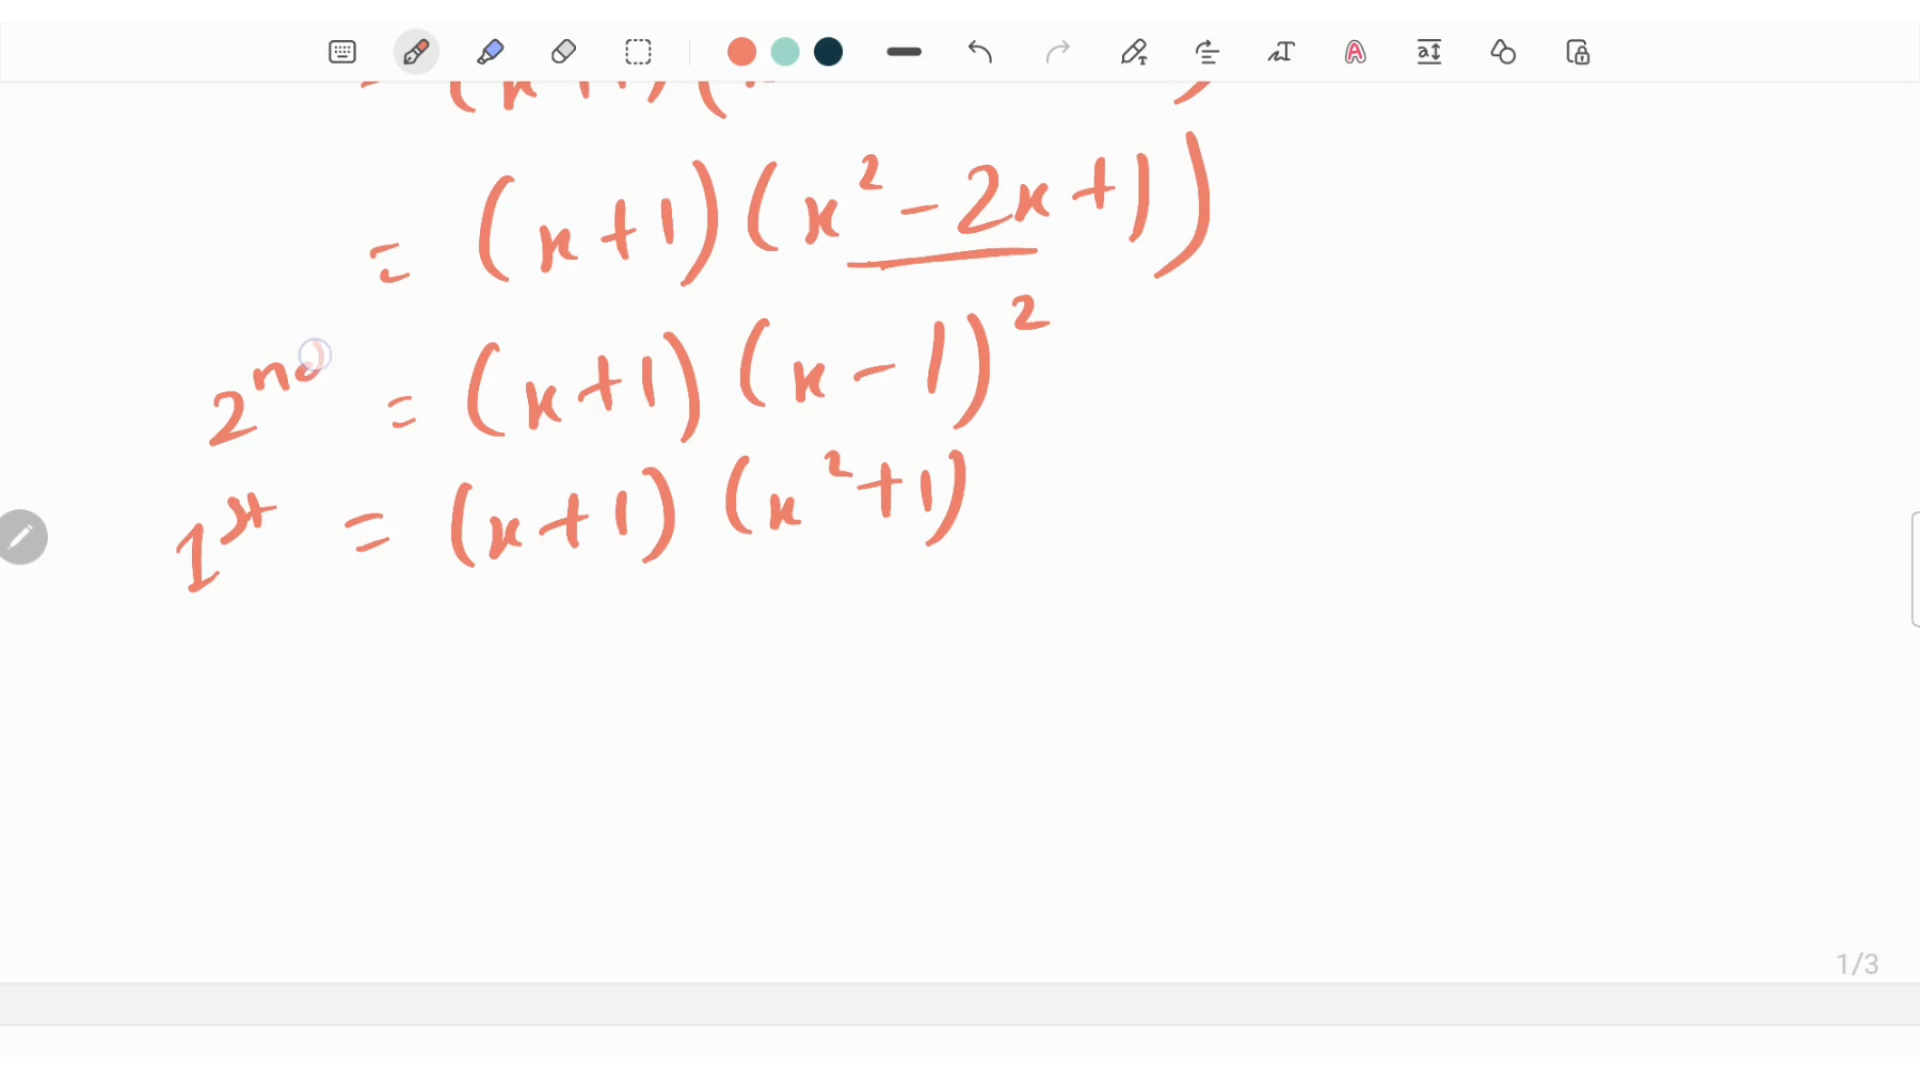 = (x+1)(x² - 2x + 1)
2nd = (x+1) (x - 1)²
1st = (x+1) (x² + 1)
1/3